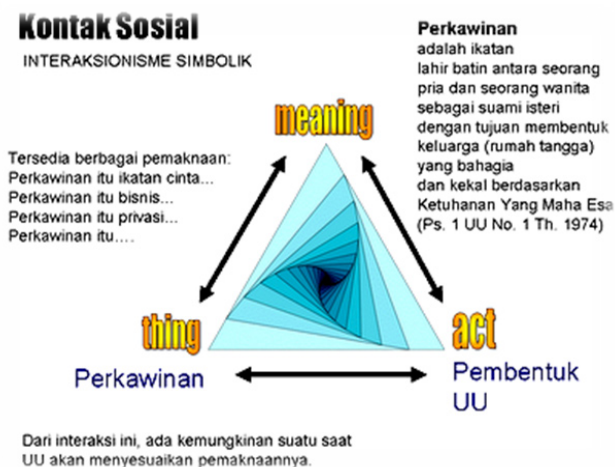 Kontak Sosial
INTERAKSIONISME SIMBOLIK
Perkawinan
adalah ikatan
lahir batin antara seorang
pria dan seorang wanita
sebagai suami isteri
dengan tujuan membentuk
keluarga (rumah tangga)
yang bahagia
dan kekal berdasarkan
Ketuhanan Yang Maha Esa
(Ps. 1 UU No. 1 Th. 1974)
meaning
Tersedia berbagai pemaknaan:
Perkawinan itu ikatan cinta...
Perkawinan itu bisnis...
Perkawinan itu privasi...
Perkawinan itu....
thing
Perkawinan
act
Pembentuk
UU
Dari interaksi ini, ada kemungkinan suatu saat
UU akan menyesuaikan pemaknaannya.